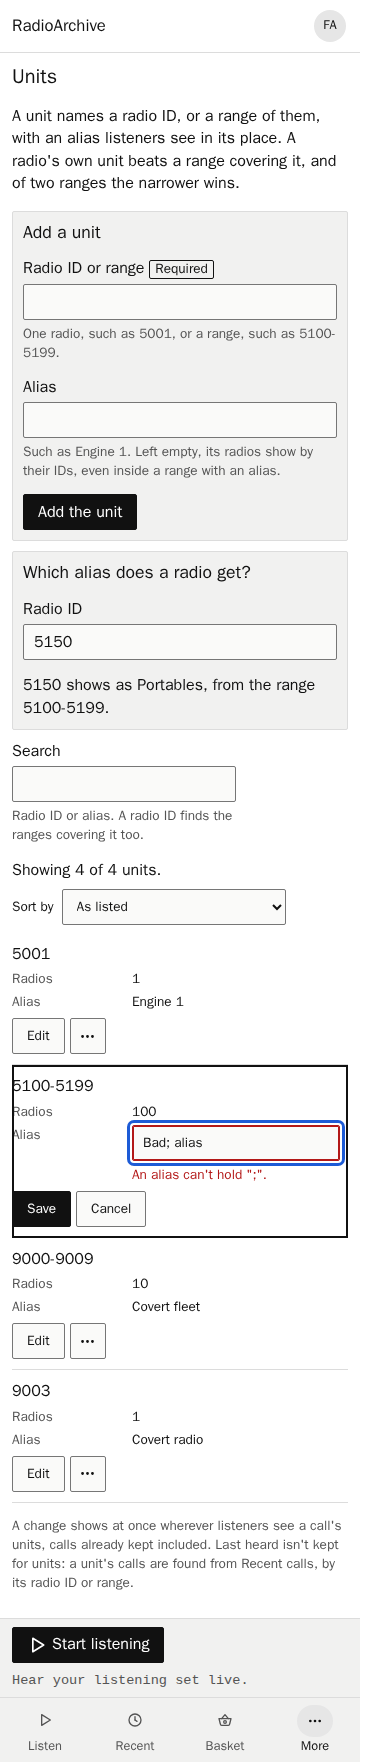 RadioArchive
FA
Units
A unit names a radio ID, or a range of them,
with an alias listeners see in its place. A
radio's own unit beats a range covering it, and
of two ranges the narrower wins.
Add a unit
Radio ID or range Required
One radio, such as 5001, or a range, such as 5100-
5199.
Alias
Such as Engine 1. Left empty, its radios show by
their IDs, even inside a range with an alias.
Add the unit
Which alias does a radio get?
Radio ID
5150
5150 shows as Portables, from the range
5100-5199.
Search
Radio ID or alias. A radio ID finds the
ranges covering it too.
Showing 4 of 4 units.
Sort by As listed
5001
Radios 1
Alias Engine 1
Edit ...
5100-5199
Radios 100
Alias Bad; alias
An alias can't hold ";".
Save Cancel
9000-9009
Radios 10
Alias Covert fleet
Edit ...
9003
Radios 1
Alias Covert radio
Edit ...
A change shows at once wherever listeners see a call's
units, calls already kept included. Last heard isn't kept
for units: a unit's calls are found from Recent calls, by
its radio ID or range.
Start listening
Hear your listening set live.
Listen Recent Basket More